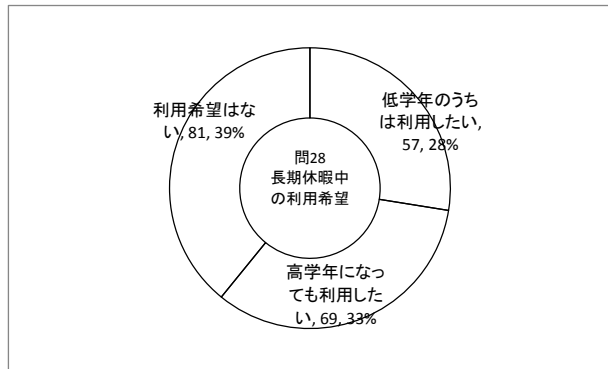 低学年のうち
は利用したい,
57, 28%
利用希望はな
い, 81, 39%
問28
長期休暇中
の利用希望
高学年になっ
ても利用した
い, 69, 33%